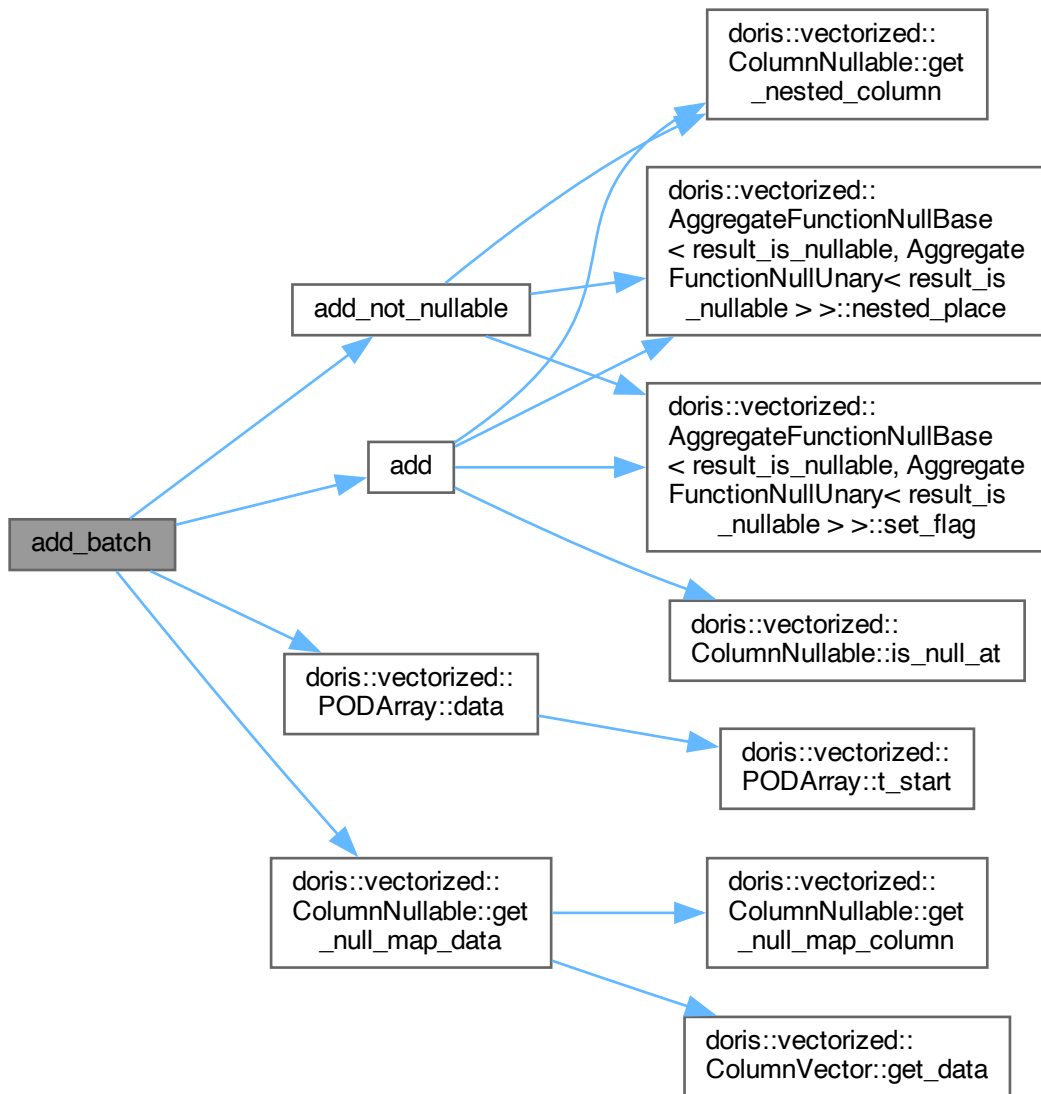 doris::vectorized::
ColumnNullable::get
_nested_column
doris::vectorized::
AggregateFunctionNullBase
< result_is_nullable, Aggregate
FunctionNullUnary< result_is
_nullable > >::nested_place
add_not_nullable
doris::vectorized::
AggregateFunctionNullBase
< result_is_nullable, Aggregate
FunctionNullUnary< result_is
_nullable > >::set_flag
add
add_batch
doris::vectorized::
ColumnNullable::is_null_at
doris::vectorized::
PODArray::data
doris::vectorized::
PODArray::t_start
doris::vectorized::
ColumnNullable::get
_null_map_data
doris::vectorized::
ColumnNullable::get
_null_map_column
doris::vectorized::
ColumnVector::get_data